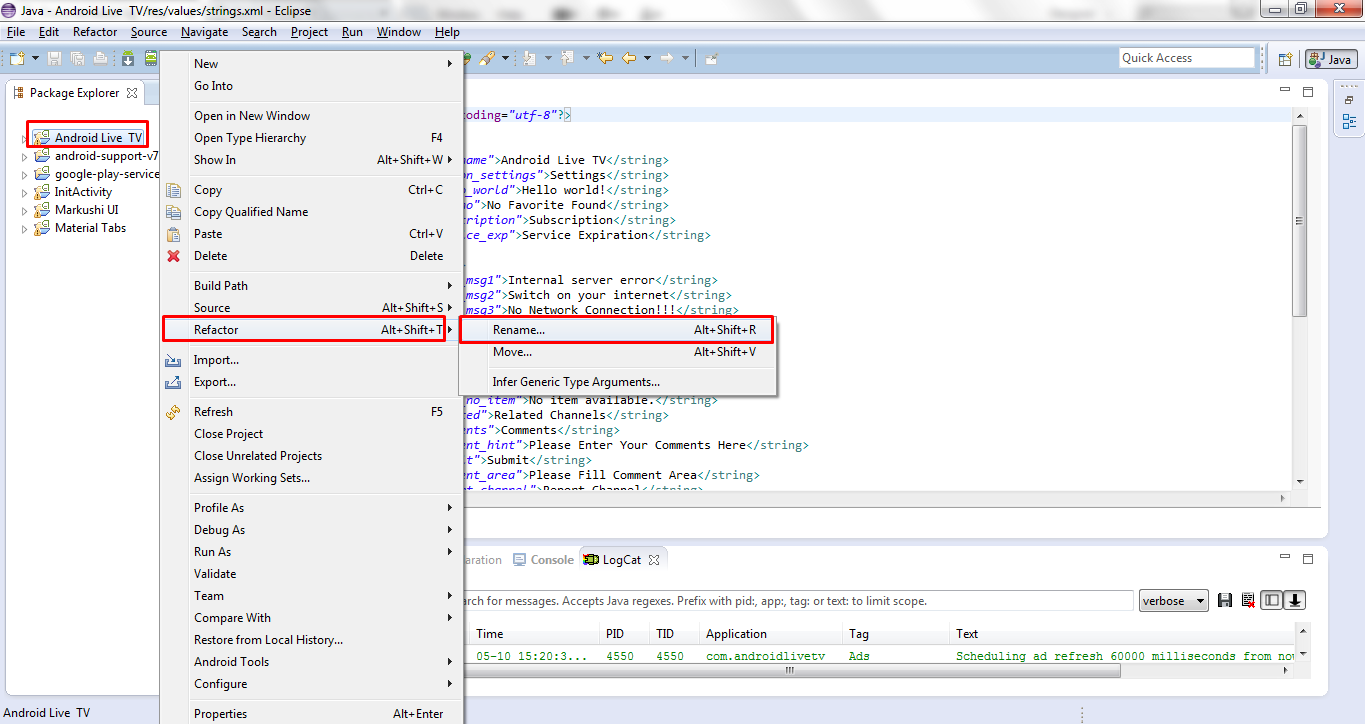 Java - Android Live  TV/res/values/strings.xml - Eclipse
File Edit Refactor Source Navigate Search Project Run Window Help
Quick Access
Java
Package Explorer
Android Live  TV
android-support-v7
google-play-service
InitActivity
Markushi UI
Material Tabs
New
Go Into
Open in New Window
Open Type Hierarchy F4
Show In Alt+Shift+W
Copy Ctrl+C
Copy Qualified Name
Paste Ctrl+V
Delete Delete
Build Path
Source Alt+Shift+S
Refactor Alt+Shift+T
Import...
Export...
Refresh F5
Close Project
Close Unrelated Projects
Assign Working Sets...
Profile As
Debug As
Run As
Validate
Team
Compare With
Restore from Local History...
Android Tools
Configure
Properties Alt+Enter
Rename... Alt+Shift+R
Move... Alt+Shift+V
Infer Generic Type Arguments...
coding="utf-8"?>
name">Android Live TV</string>
on_settings">Settings</string>
o_world">Hello world!</string>
no">No Favorite Found</string>
ription">Subscription</string>
ice_exp">Service Expiration</string>
_msg1">Internal server error</string>
_msg2">Switch on your internet</string>
_msg3">No Network Connection!!!</string>
no_item">No item available.</string>
ted">Related Channels</string>
ents">Comments</string>
ent_hint">Please Enter Your Comments Here</string>
it">Submit</string>
ent_area">Please Fill Comment Area</string>
t_channel">Report Channel</string>
aration Console LogCat
rch for messages. Accepts Java regexes. Prefix with pid:, app:, tag: or text: to limit scope.
verbose
Time PID TID Application Tag Text
05-10 15:20:3... 4550 4550 com.androidlivetv Ads Scheduling ad refresh 60000 milliseconds from now
Android Live  TV